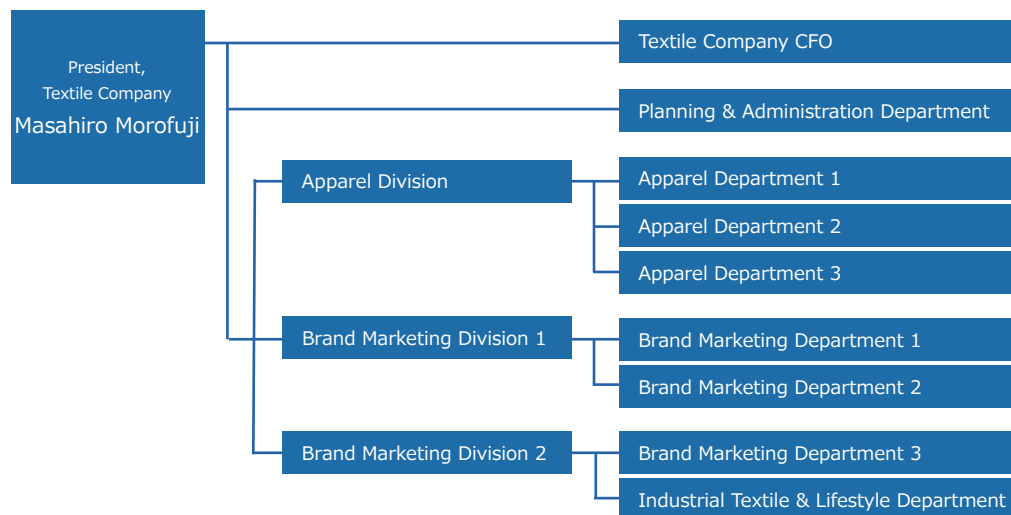 President,
Textile Company
Masahiro Morofuji
Textile Company CFO
Planning & Administration Department
Apparel Division
Apparel Department 1
Apparel Department 2
Apparel Department 3
Brand Marketing Division 1
Brand Marketing Department 1
Brand Marketing Department 2
Brand Marketing Division 2
Brand Marketing Department 3
Industrial Textile & Lifestyle Department